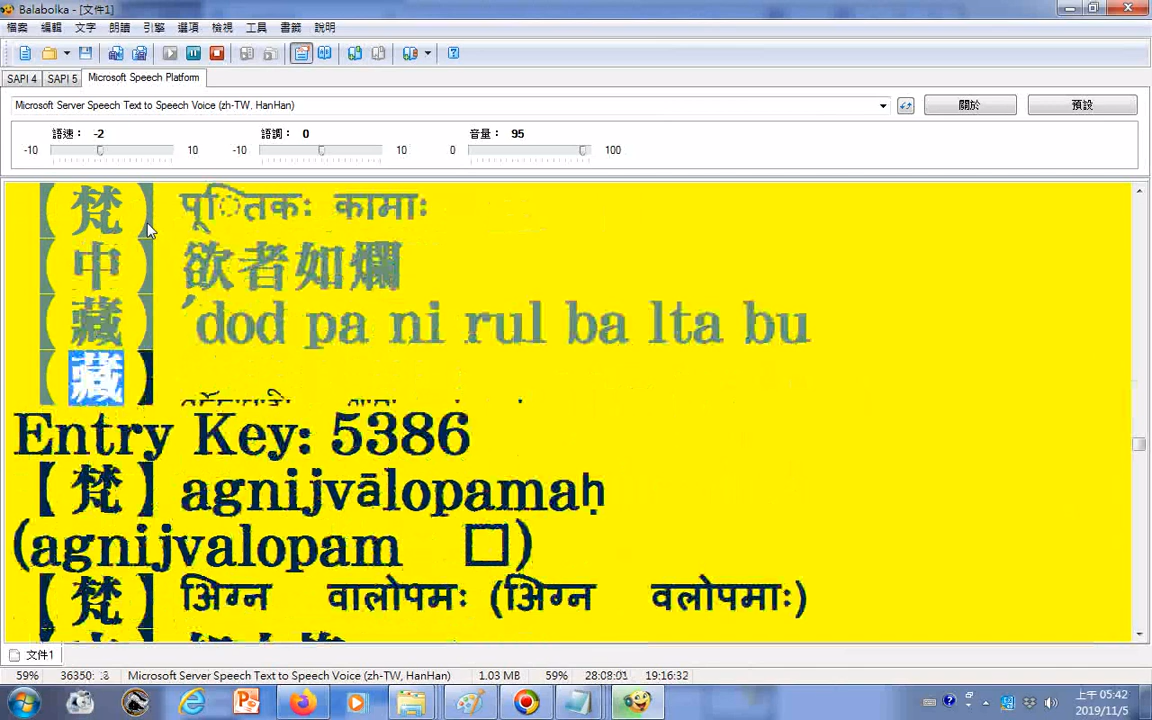 Balabolka - [文件1]
檔案 編輯 文字 朗讀 引擎 選項 檢視 工具 書籤 說明
SAPI 4 SAPI 5 Microsoft Speech Platform
Microsoft Server Speech Text to Speech Voice (zh-TW, HanHan)
關於 預設
語速： -2 語調： 0 音量： 95
-10 10 -10 10 0 100
【梵】 पूितकः कामाः
【中】 欲者如爛
【藏】 'dod pa ni rul ba lta bu
【藏】
Entry Key: 5386
【梵】 agnijvālopamaḥ
(agnijvalopam □)
【梵】 अिग्न वालोपमः (अिग्न वलोपमाः)
文件1
59% Microsoft Server Speech Text to Speech Voice (zh-TW, HanHan) 1.03 MB 59% 28:08:01 19:16:32
上午 05:42
2019/11/5